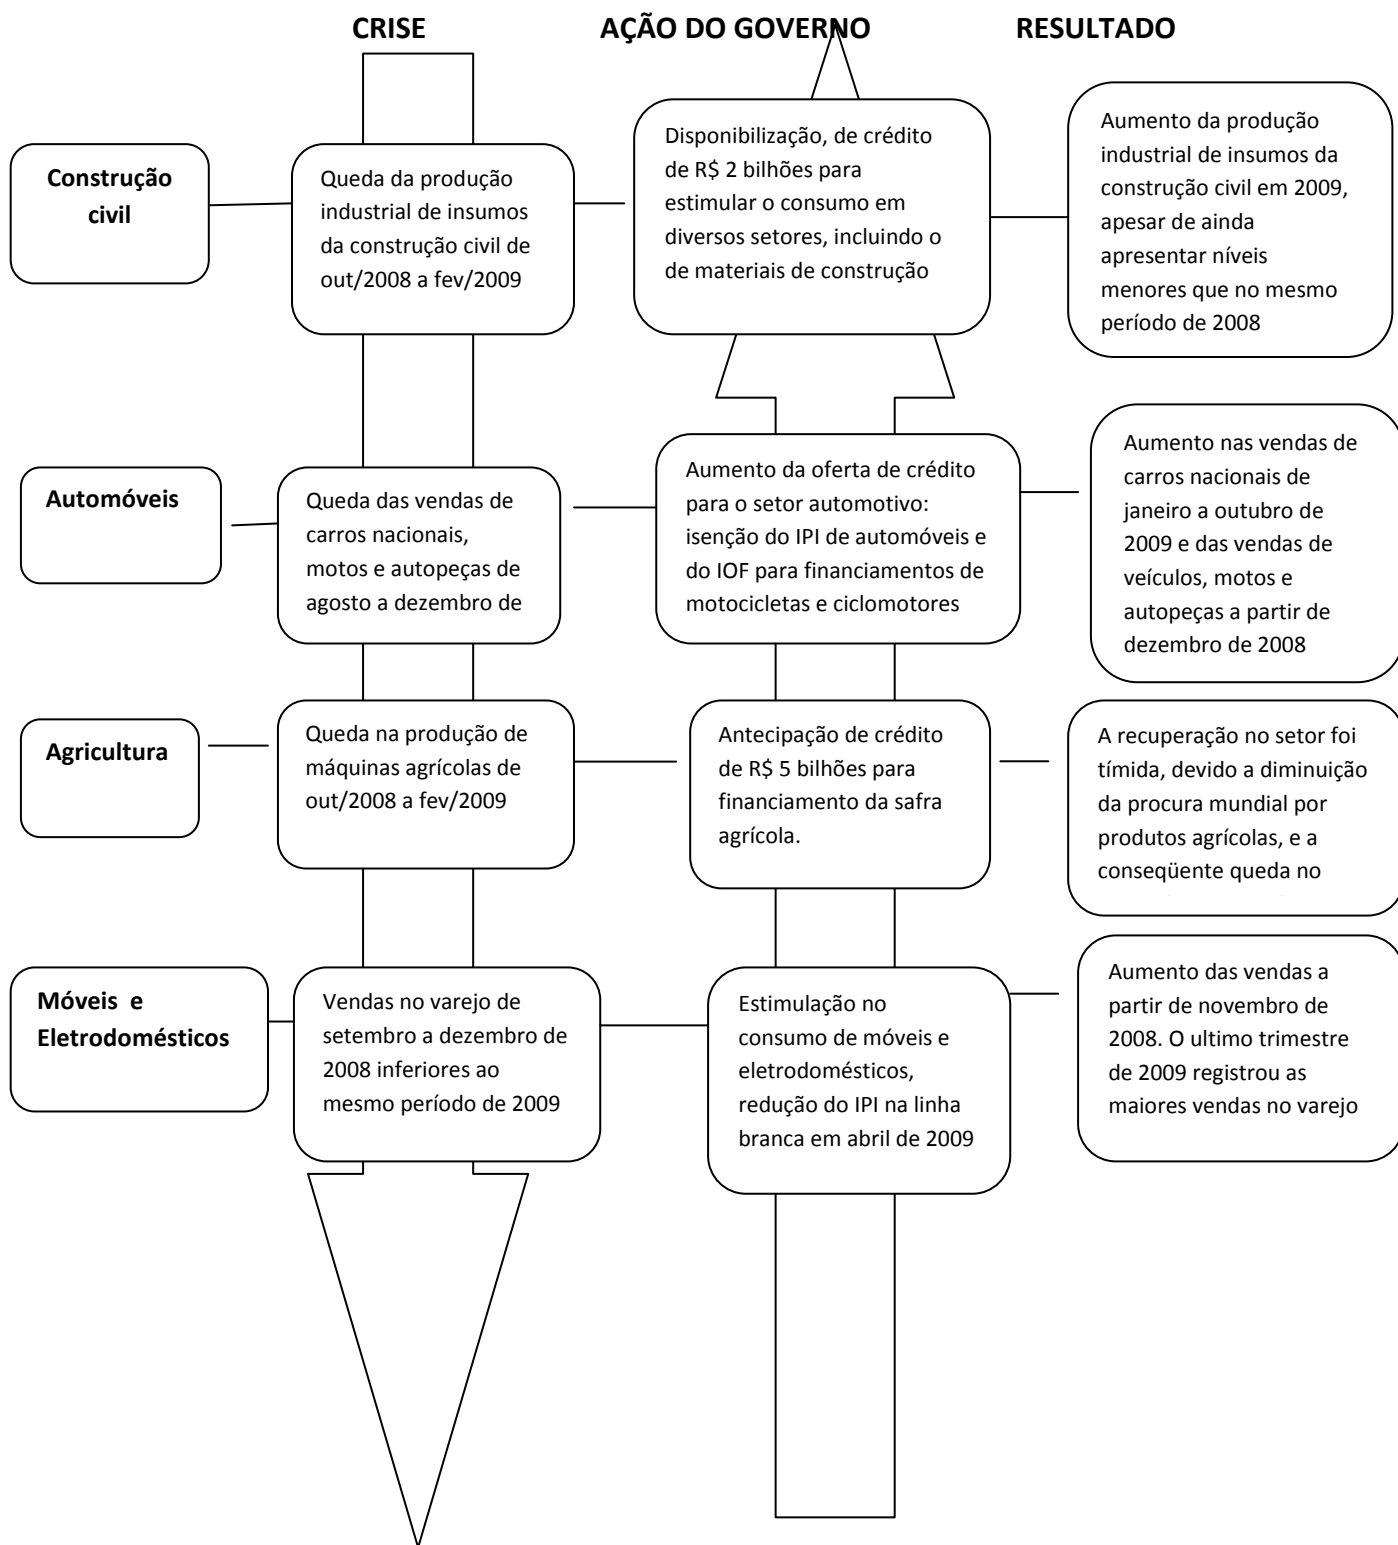 CRISE AÇÃO DO GOVERNO RESULTADO
Construção
civil
Queda da produção
industrial de insumos
da construção civil de
out/2008 a fev/2009
Disponibilização, de crédito
de R$ 2 bilhões para
estimular o consumo em
diversos setores, incluindo o
de materiais de construção
Aumento da produção
industrial de insumos da
construção civil em 2009,
apesar de ainda
apresentar níveis
menores que no mesmo
período de 2008
Automóveis
Queda das vendas de
carros nacionais,
motos e autopeças de
agosto a dezembro de
Aumento da oferta de crédito
para o setor automotivo:
isenção do IPI de automóveis e
do IOF para financiamentos de
motocicletas e ciclomotores
Aumento nas vendas de
carros nacionais de
janeiro a outubro de
2009 e das vendas de
veículos, motos e
autopeças a partir de
dezembro de 2008
Agricultura
Queda na produção de
máquinas agrícolas de
out/2008 a fev/2009
Antecipação de crédito
de R$ 5 bilhões para
financiamento da safra
agrícola.
A recuperação no setor foi
tímida, devido a diminuição
da procura mundial por
produtos agrícolas, e a
conseqüente queda no
Móveis e
Eletrodomésticos
Vendas no varejo de
setembro a dezembro de
2008 inferiores ao
mesmo período de 2009
Estimulação no
consumo de móveis e
eletrodomésticos,
redução do IPI na linha
branca em abril de 2009
Aumento das vendas a
partir de novembro de
2008. O ultimo trimestre
de 2009 registrou as
maiores vendas no varejo